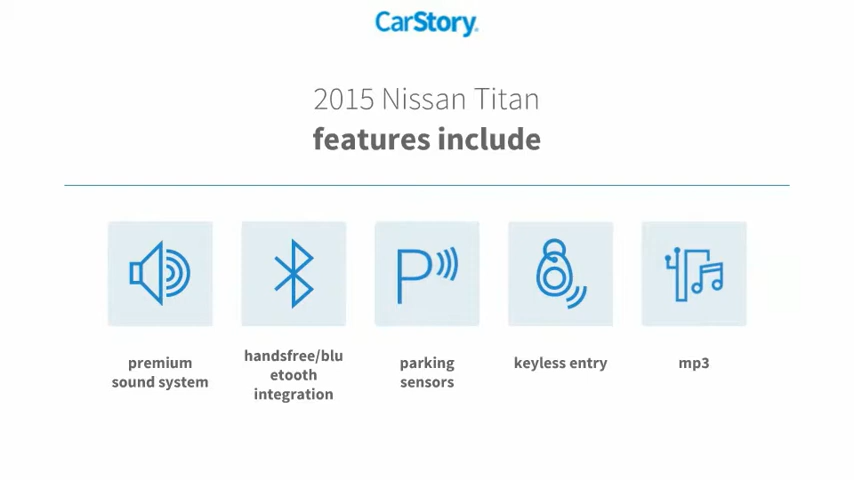 CarStory
2015 Nissan Titan
features include
premium
sound system
handsfree/blu
etooth
integration
parking
sensors
keyless entry
mp3